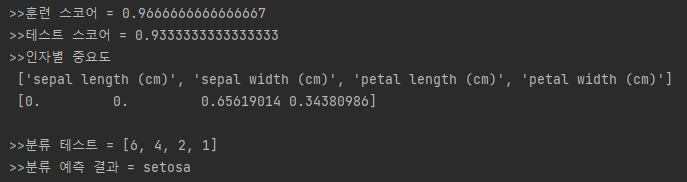 >>훈련 스코어 = 0.9666666666666667
>>테스트 스코어 = 0.9333333333333333
>>인자별 중요도
['sepal length (cm)', 'sepal width (cm)', 'petal length (cm)', 'petal width (cm)']
[0.         0.         0.65619014 0.34380986]
>>분류 테스트 = [6, 4, 2, 1]
>>분류 예측 결과 = setosa